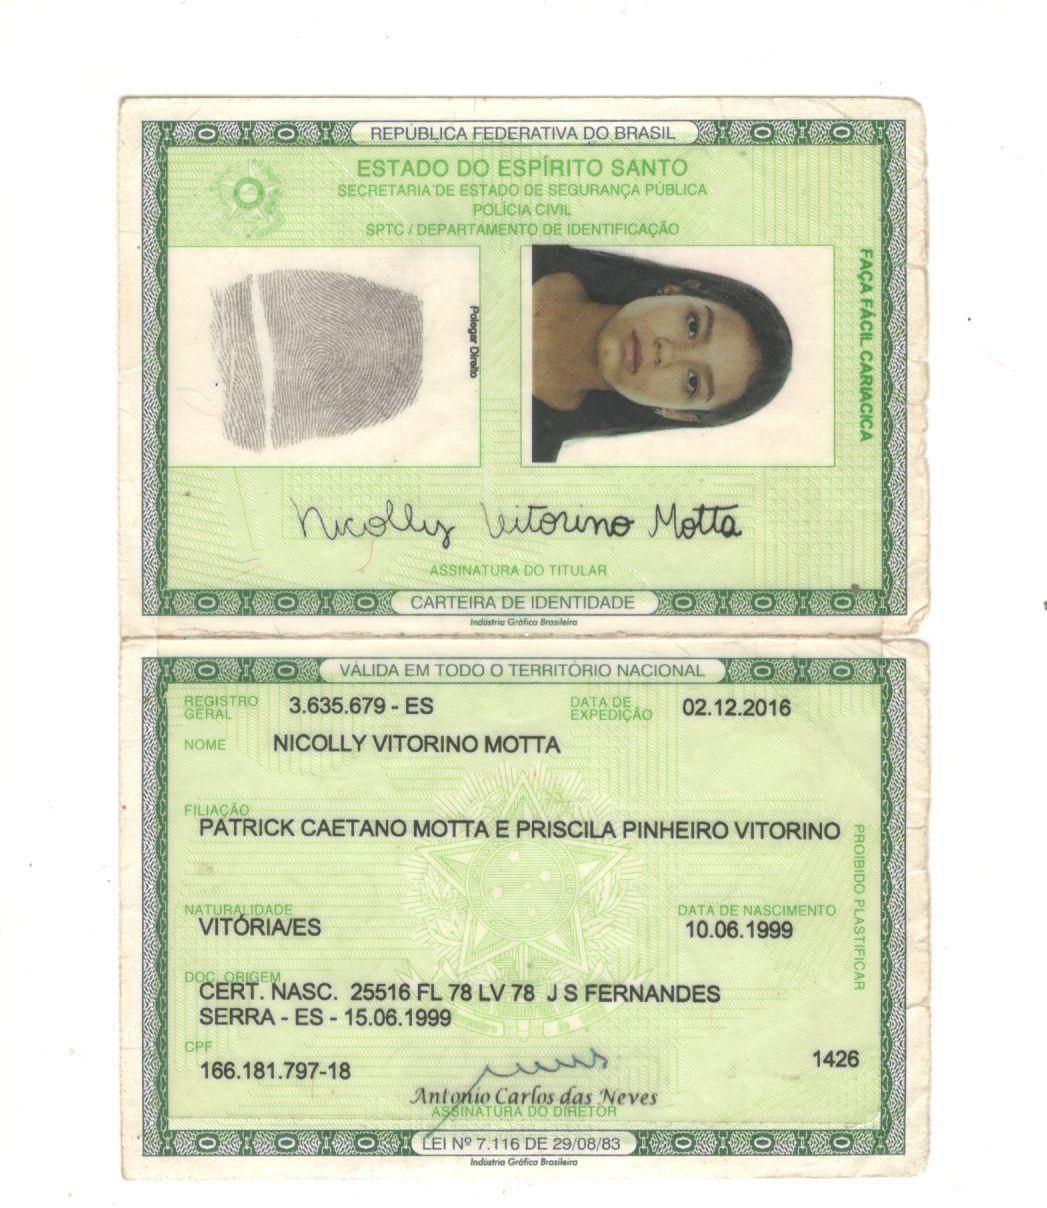 REPÚBLICA FEDERATIVA DO BRASIL
ESTADO DO ESPÍRITO SANTO
SECRETARIA DE ESTADO DE SEGURANÇA PÚBLICA
POLÍCIA CIVIL
SPTC / DEPARTAMENTO DE IDENTIFICAÇÃO
Polegar Direito
FAÇA FÁCIL CARIACICA
Nicolly Vitorino Motta
ASSINATURA DO TITULAR
CARTEIRA DE IDENTIDADE
Indústria Gráfica Brasileira
VÁLIDA EM TODO O TERRITÓRIO NACIONAL
REGISTRO GERAL 3.635.679 - ES DATA DE EXPEDIÇÃO 02.12.2016
NOME NICOLLY VITORINO MOTTA
FILIAÇÃO
PATRICK CAETANO MOTTA E PRISCILA PINHEIRO VITORINO
PROIBIDO PLASTIFICAR
NATURALIDADE DATA DE NASCIMENTO
VITÓRIA/ES 10.06.1999
DOC. ORIGEM
CERT. NASC. 25516 FL 78 LV 78 J S FERNANDES
SERRA - ES - 15.06.1999
CPF
166.181.797-18 1426
Antonio Carlos das Neves
ASSINATURA DO DIRETOR
LEI Nº 7.116 DE 29/08/83
Indústria Gráfica Brasileira